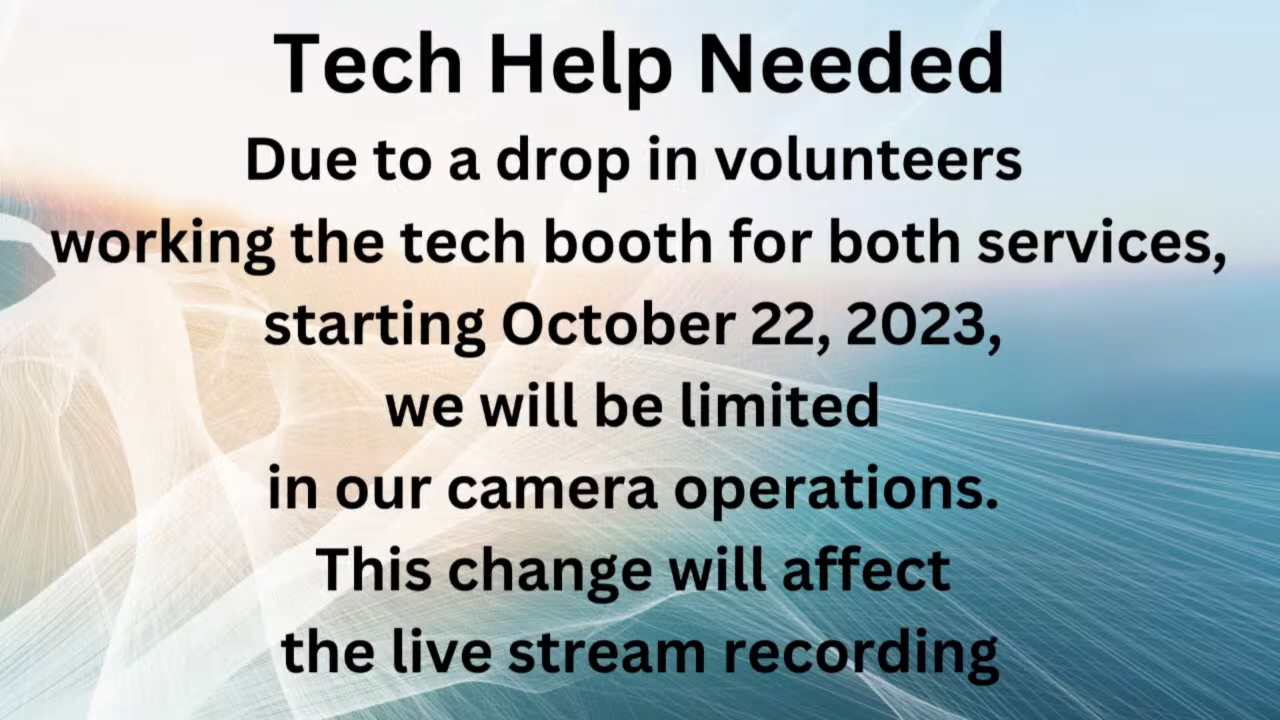 Tech Help Needed
Due to a drop in volunteers
working the tech booth for both services,
starting October 22, 2023,
we will be limited
in our camera operations.
This change will affect
the live stream recording